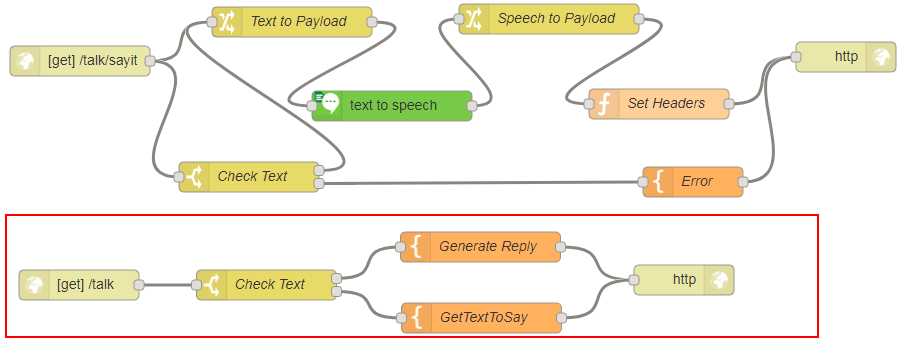 Text to Payload
Speech to Payload
[get] /talk/sayit
http
text to speech
Set Headers
Check Text
Error
Generate Reply
[get] /talk
Check Text
http
GetTextToSay